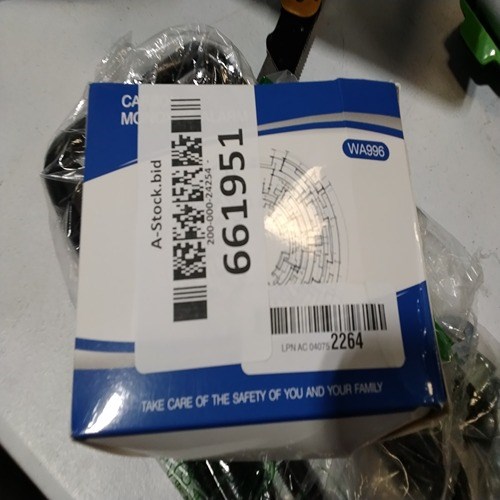 CA
MO
WA996
A-Stock.bid
200-000-24254 -
661951
LPN AC 04075 2264
TAKE CARE OF THE SAFETY OF YOU AND YOUR FAMILY